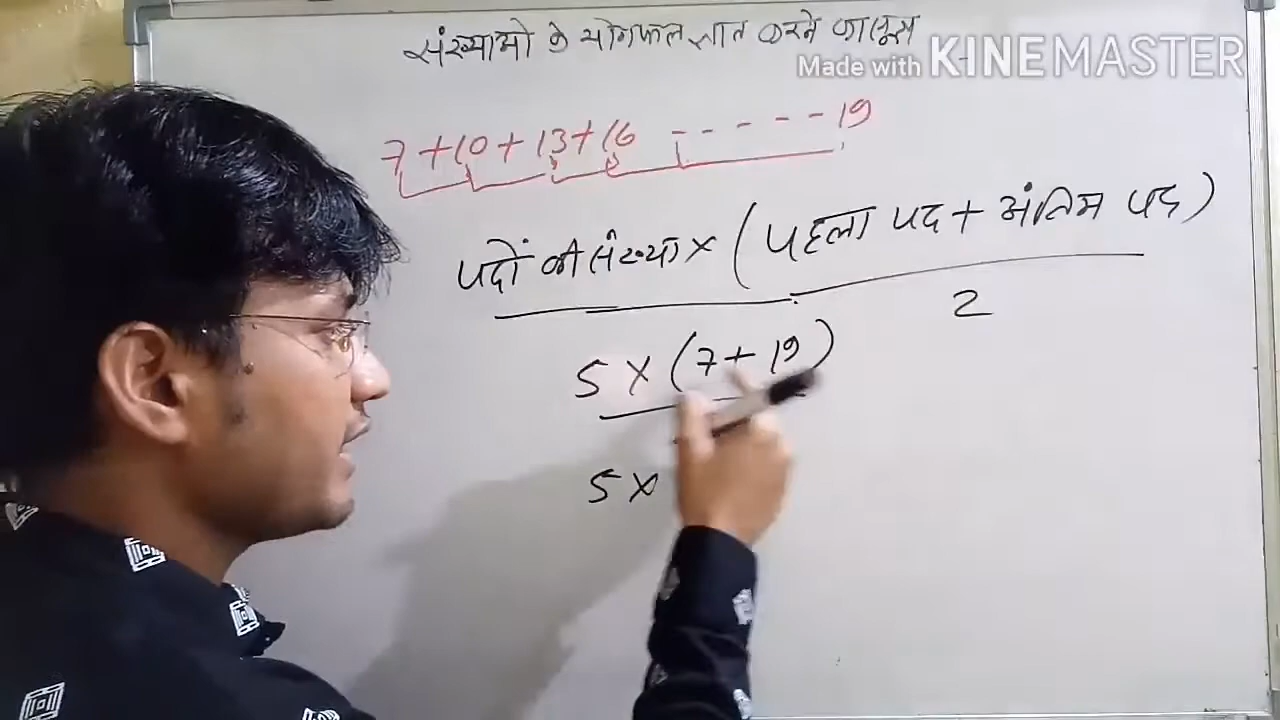 संख्याओ के योगफल ज्ञात करने का सूत्र
Made with KINEMASTER
7 + 10 + 13 + 16 - - - - - 19
पदों की संख्या × (पहला पद + अंतिम पद)
2
5 × (7 + 19)
5 ×